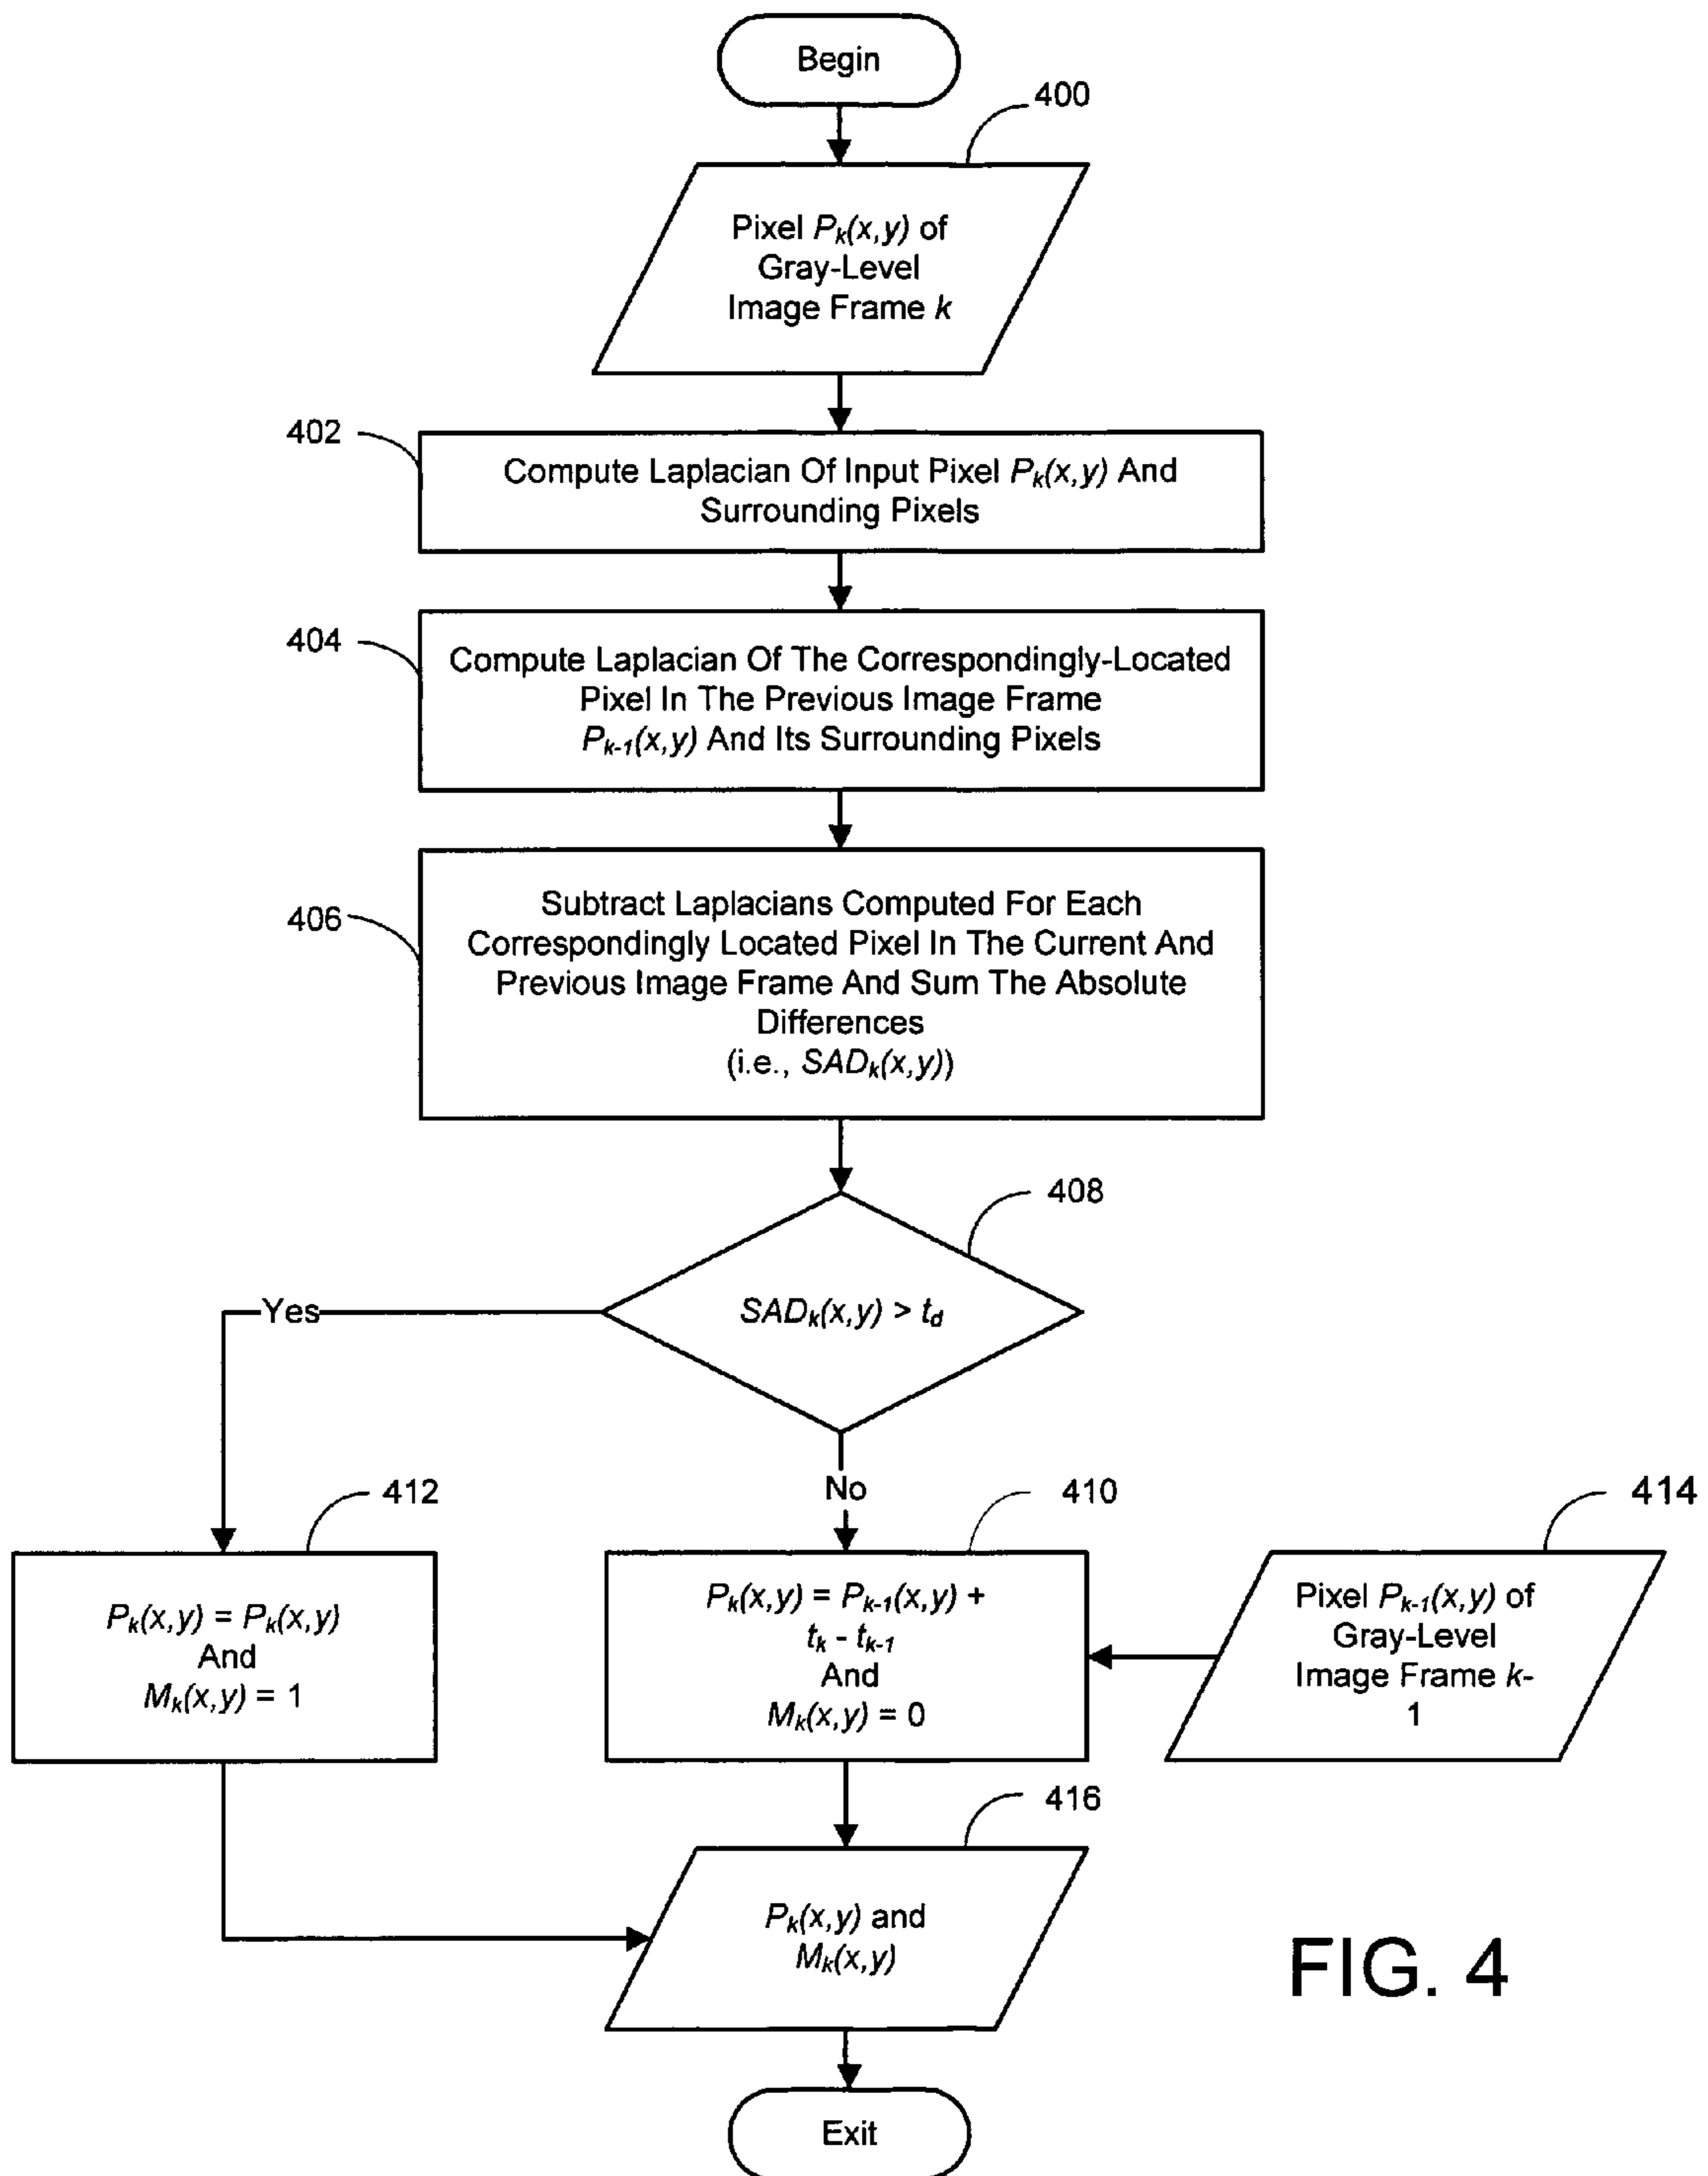 Begin
400
Pixel Pk(x,y) of
Gray-Level
Image Frame k
402
Compute Laplacian Of Input Pixel Pk(x,y) And
Surrounding Pixels
404
Compute Laplacian Of The Correspondingly-Located
Pixel In The Previous Image Frame
Pk-1(x,y) And Its Surrounding Pixels
406
Subtract Laplacians Computed For Each
Correspondingly Located Pixel In The Current And
Previous Image Frame And Sum The Absolute
Differences
(i.e., SADk(x,y))
408
SADk(x,y) > td
Yes
No
412
Pk(x,y) = Pk(x,y)
And
Mk(x,y) = 1
410
Pk(x,y) = Pk-1(x,y) +
tk - tk-1
And
Mk(x,y) = 0
414
Pixel Pk-1(x,y) of
Gray-Level
Image Frame k-
1
416
Pk(x,y) and
Mk(x,y)
FIG. 4
Exit